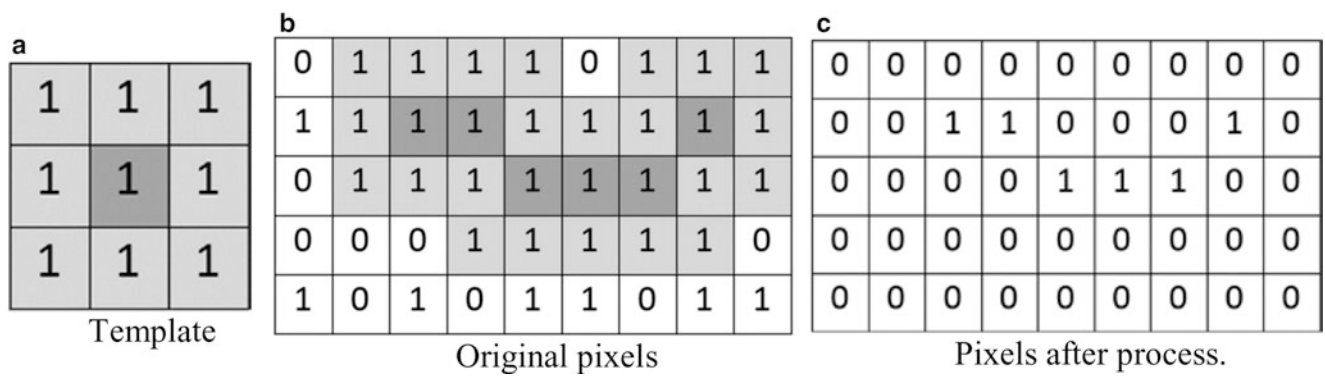 a
1 1 1
1 1 1
1 1 1
Template
b
0 1 1 1 1 0 1 1 1
1 1 1 1 1 1 1 1 1
0 1 1 1 1 1 1 1 1
0 0 0 1 1 1 1 1 0
1 0 1 0 1 1 0 1 1
Original pixels
c
0 0 0 0 0 0 0 0 0
0 0 1 1 0 0 0 1 0
0 0 0 0 1 1 1 0 0
0 0 0 0 0 0 0 0 0
0 0 0 0 0 0 0 0 0
Pixels after process.